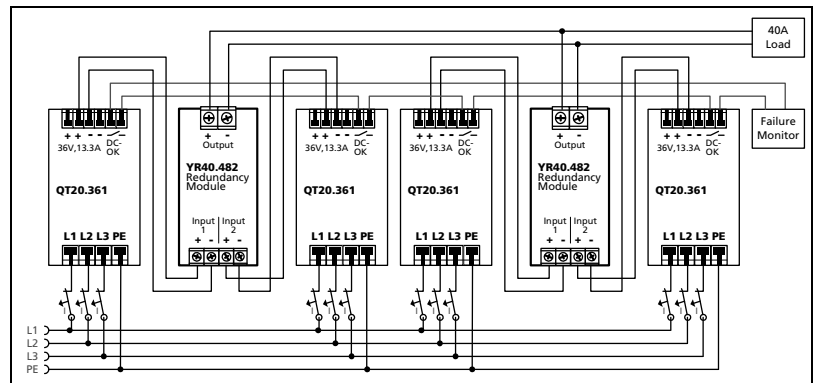 40A
Load
Failure
Monitor
+ + - -
36V,13.3A
DC-
OK
QT20.361
L1 L2 L3 PE
+ -
Output
YR40.482
Redundancy
Module
Input
1
Input
2
+ - + -
+ + - -
36V,13.3A
DC-
OK
QT20.361
L1 L2 L3 PE
+ + - -
36V,13.3A
DC-
OK
QT20.361
L1 L2 L3 PE
+ -
Output
YR40.482
Redundancy
Module
Input
1
Input
2
+ - + -
+ + - -
36V,13.3A
DC-
OK
QT20.361
L1 L2 L3 PE
I
I
I
I
I
I
I
I
I
I
I
I
L1
L2
L3
PE